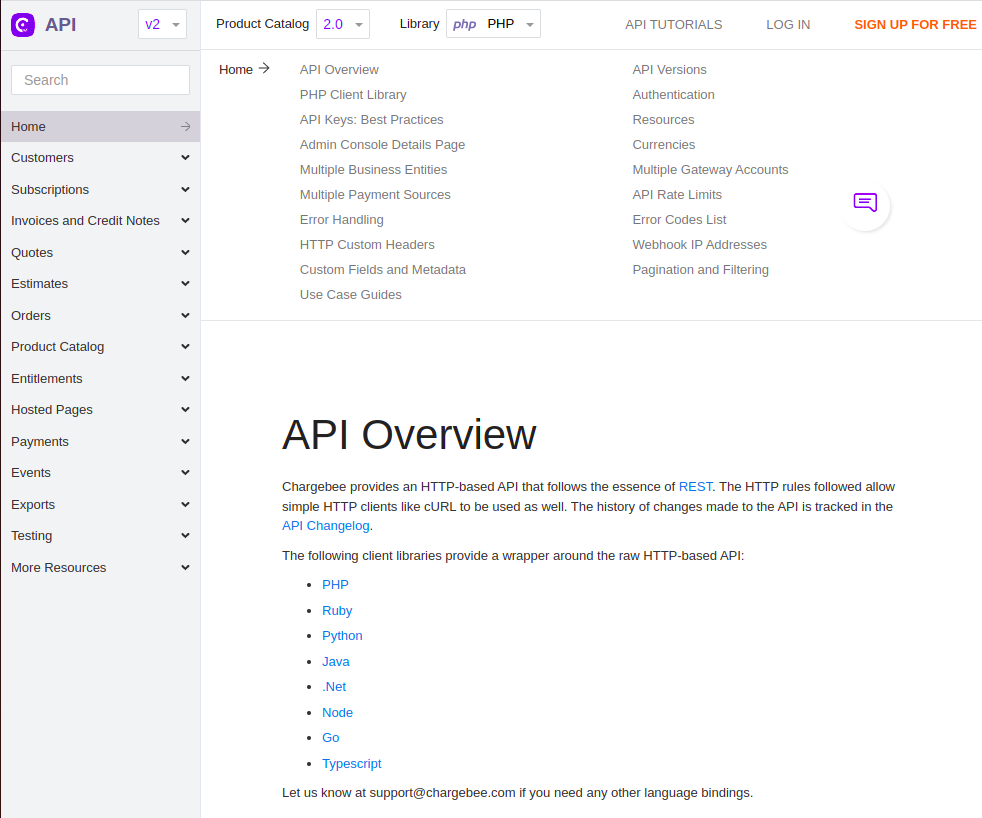 API
v2
Product Catalog 2.0
Library php PHP
API TUTORIALS
LOG IN
SIGN UP FOR FREE
Search
Home
Customers
Subscriptions
Invoices and Credit Notes
Quotes
Estimates
Orders
Product Catalog
Entitlements
Hosted Pages
Payments
Events
Exports
Testing
More Resources
Home →
API Overview
PHP Client Library
API Keys: Best Practices
Admin Console Details Page
Multiple Business Entities
Multiple Payment Sources
Error Handling
HTTP Custom Headers
Custom Fields and Metadata
Use Case Guides
API Versions
Authentication
Resources
Currencies
Multiple Gateway Accounts
API Rate Limits
Error Codes List
Webhook IP Addresses
Pagination and Filtering
API Overview
Chargebee provides an HTTP-based API that follows the essence of REST. The HTTP rules followed allow
simple HTTP clients like cURL to be used as well. The history of changes made to the API is tracked in the
API Changelog.
The following client libraries provide a wrapper around the raw HTTP-based API:
• PHP
• Ruby
• Python
• Java
• .Net
• Node
• Go
• Typescript
Let us know at support@chargebee.com if you need any other language bindings.